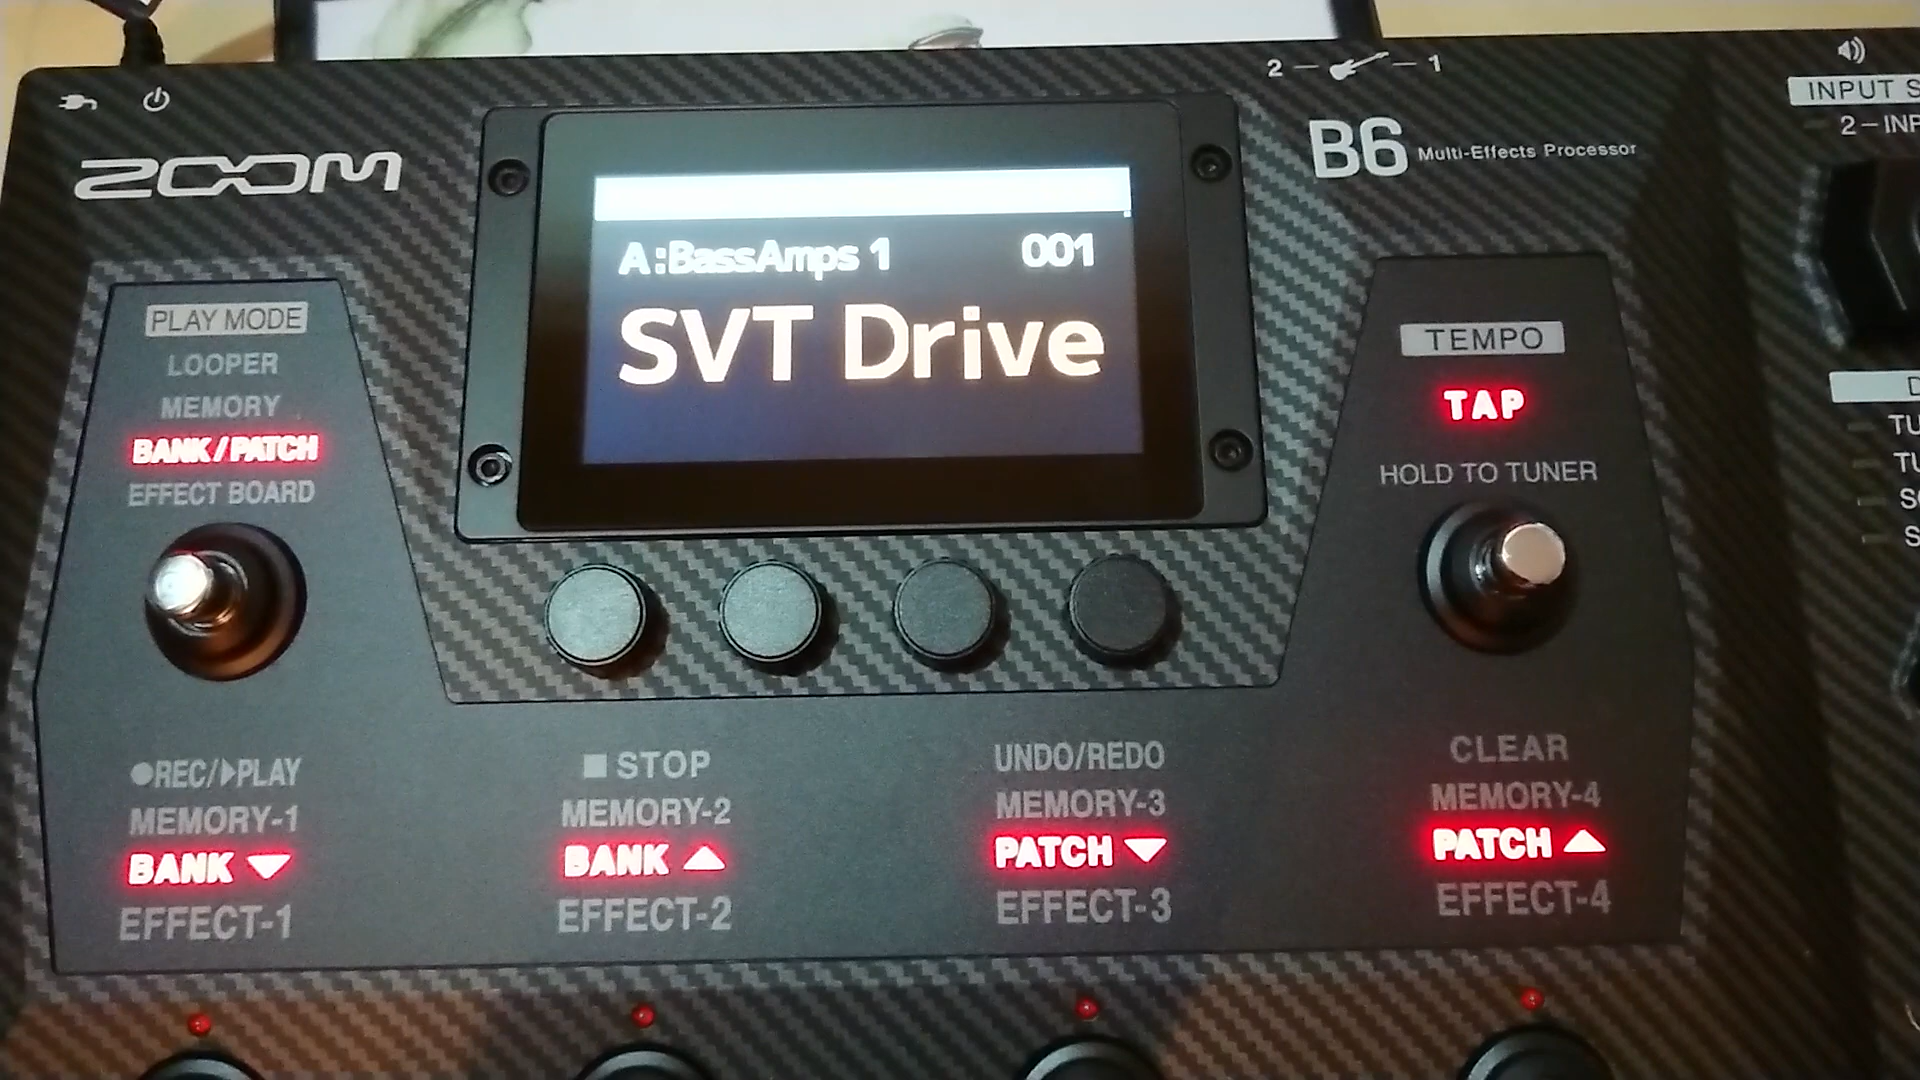 2 1
INPUT S
ZOOM
B6 Multi-Effects Processor
2 – INP
A:BassAmps 1 001
SVT Drive
PLAY MODE
LOOPER
MEMORY
BANK/PATCH
EFFECT BOARD
TEMPO
TAP
HOLD TO TUNER
D
TU
TU
S
●REC/▶PLAY
MEMORY-1
BANK ▼
EFFECT-1
■ STOP
MEMORY-2
BANK ▲
EFFECT-2
UNDO/REDO
MEMORY-3
PATCH ▼
EFFECT-3
CLEAR
MEMORY-4
PATCH ▲
EFFECT-4